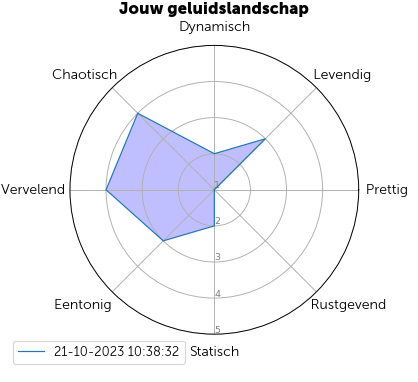 Jouw geluidslandschap
Dynamisch
Chaotisch
Levendig
Vervelend
1
Prettig
2
3
Eentonig
4
Rustgevend
5
21-10-2023 10:38:32
Statisch